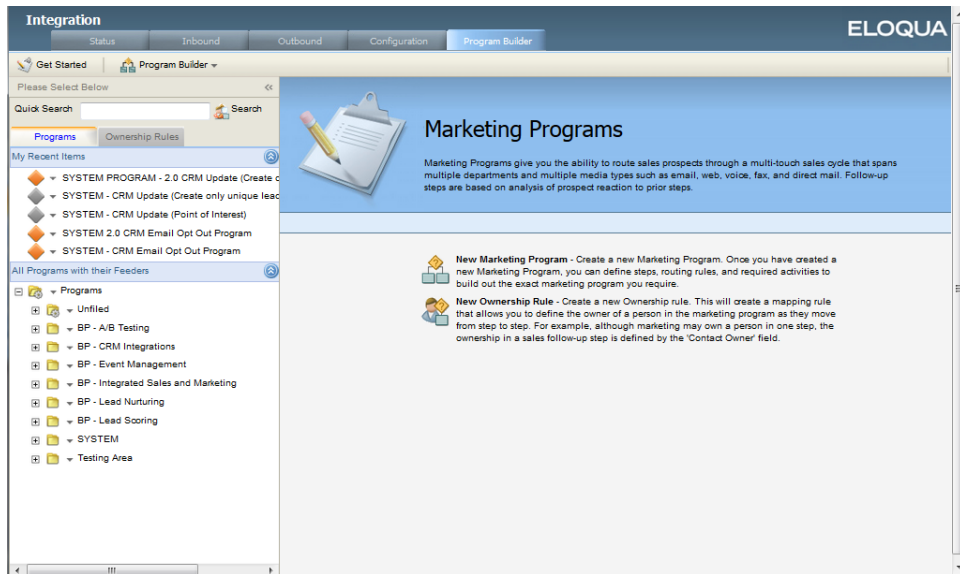 Integration
ELOQUA
Status Inbound Outbound Configuration Program Builder
Get Started Program Builder
Please Select Below
Quick Search Search
Programs Ownership Rules
My Recent Items
SYSTEM PROGRAM - 2.0 CRM Update (Create c
SYSTEM - CRM Update (Create only unique lead
SYSTEM - CRM Update (Point of Interest)
SYSTEM 2.0 CRM Email Opt Out Program
SYSTEM - CRM Email Opt Out Program
All Programs with their Feeders
Programs
Unfiled
BP - A/B Testing
BP - CRM Integrations
BP - Event Management
BP - Integrated Sales and Marketing
BP - Lead Nurturing
BP - Lead Scoring
SYSTEM
Testing Area
Marketing Programs
Marketing Programs give you the ability to route sales prospects through a multi-touch sales cycle that spans
multiple departments and multiple media types such as email, web, voice, fax, and direct mail. Follow-up
steps are based on analysis of prospect reaction to prior steps.
New Marketing Program - Create a new Marketing Program. Once you have created a
new Marketing Program, you can define steps, routing rules, and required activities to
build out the exact marketing program you require.
New Ownership Rule - Create a new Ownership rule. This will create a mapping rule
that allows you to define the owner of a person in the marketing program as they move
from step to step. For example, although marketing may own a person in one step, the
ownership in a sales follow-up step is defined by the 'Contact Owner' field.